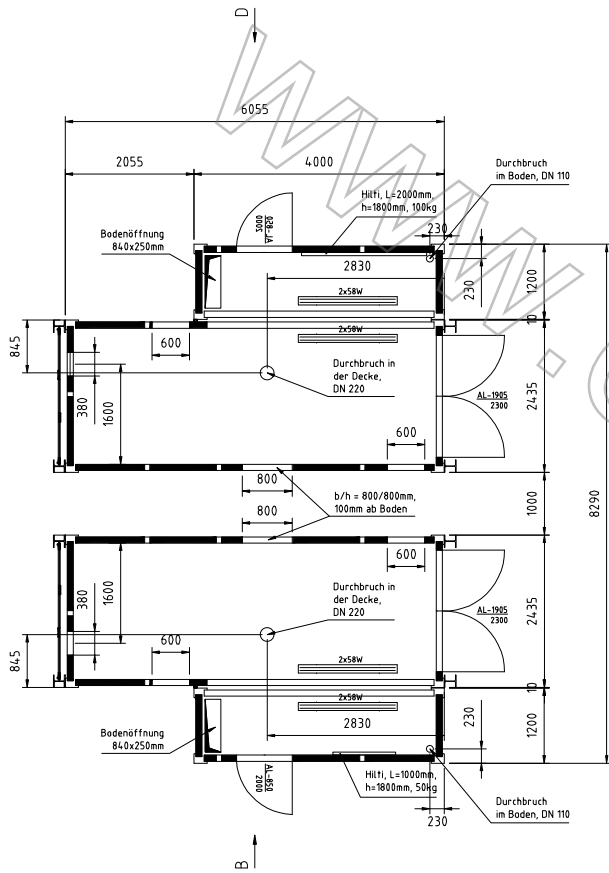 D
6055
2055
4000
Durchbruch
im Boden, DN 110
Hilti, L=2000mm,
h=1800mm, 100kg
AL-850
2000
Bodenöffnung
840x250mm
230
2830
230
1200
2x58W
10
2x58W
845
600
380
1600
Durchbruch in
der Decke,
DN 220
AL-1905
2300
2435
600
800
b/h = 800/800mm,
100mm ab Boden
1000
8290
800
600
380
1600
Durchbruch in
der Decke,
DN 220
AL-1905
2300
2435
845
600
2x58W
10
2x58W
2830
230
1200
Bodenöffnung
840x250mm
AL-850
2000
Hilti, L=1000mm,
h=1800mm, 50kg
230
Durchbruch
im Boden, DN 110
B
www.